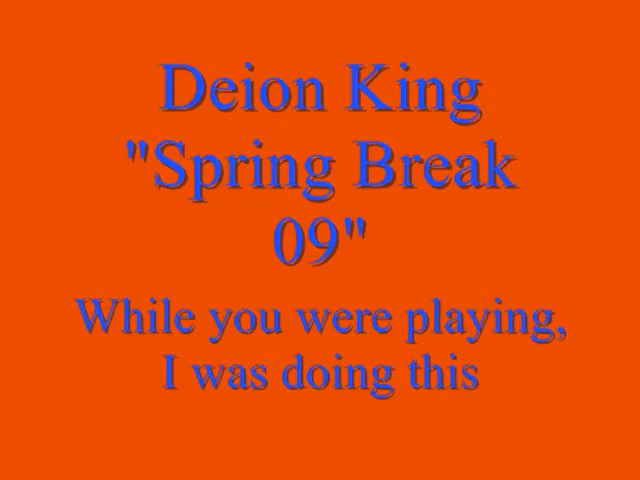 Deion King
"Spring Break
09"
While you were playing,
I was doing this